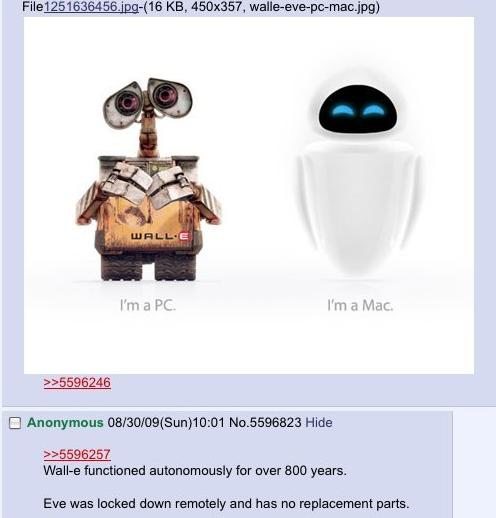 File1251636456.jpg-(16 KB, 450x357, walle-eve-pc-mac.jpg)
WALL·E
I'm a PC.
I'm a Mac.
>>5596246
Anonymous 08/30/09(Sun)10:01 No.5596823 Hide
>>5596257
Wall-e functioned autonomously for over 800 years.
Eve was locked down remotely and has no replacement parts.